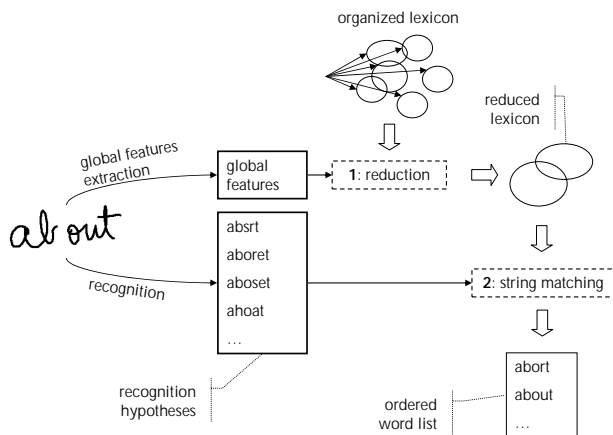 organized lexicon
reduced
lexicon
global features
extraction
global
features
1: reduction
about
absrt
aboret
aboset
ahoat
...
recognition
2: string matching
recognition
hypotheses
ordered
word list
abort
about
...